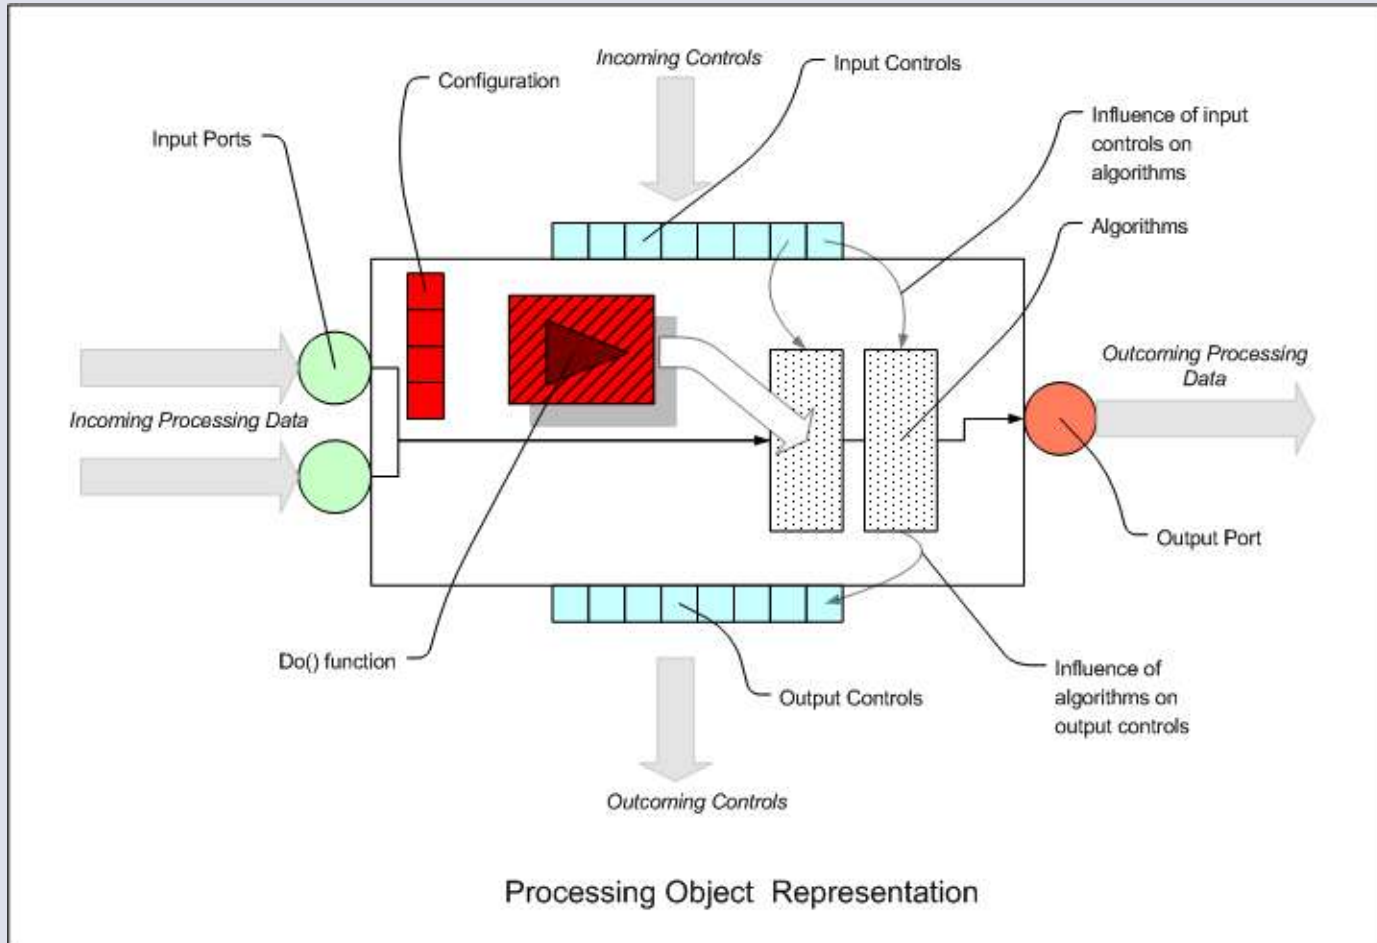 Incoming Controls
Input Controls
Configuration
Influence of input
controls on
algorithms
Input Ports
Algorithms
Outcoming Processing
Data
Incoming Processing Data
Output Port
Do() function
Influence of
algorithms on
output controls
Output Controls
Outcoming Controls
Processing Object Representation